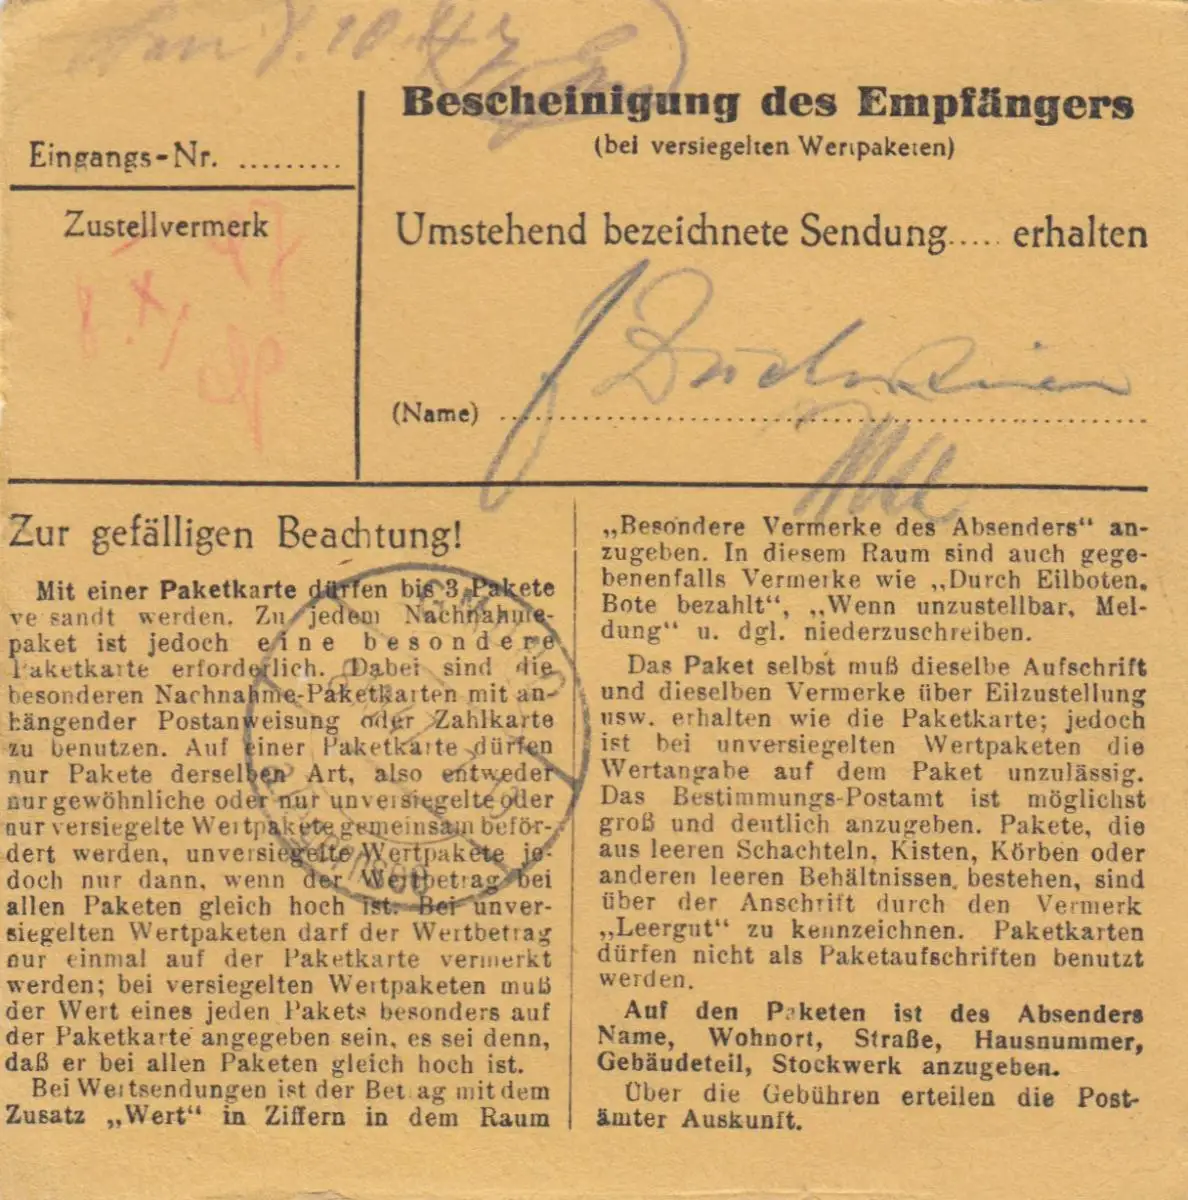 Bescheinigung des Empfängers
(bei versiegelten Wertpaketen)
Eingangs-Nr. .........
Zustellvermerk
Umstehend bezeichnete Sendung..... erhalten
(Name)
Zur gefälligen Beachtung!
Mit einer Paketkarte dürfen bis 3 Pakete
ve sandt werden. Zu jedem Nachnahme-
paket ist jedoch eine besondere
Paketkarte erforderlich. Dabei sind die
besonderen Nachnahme-Paketkarten mit an-
hängender Postanweisung oder Zahlkarte
zu benutzen. Auf einer Paketkarte dürfen
nur Pakete derselben Art, also entweder
nur gewöhnliche oder nur unversiegelte oder
nur versiegelte Wertpakete gemeinsam beför-
dert werden, unversiegelte Wertpakete je-
doch nur dann, wenn der Wertbetrag bei
allen Paketen gleich hoch ist. Bei unver-
siegelten Wertpaketen darf der Wertbetrag
nur einmal auf der Paketkarte vermerkt
werden; bei versiegelten Wertpaketen muß
der Wert eines jeden Pakets besonders auf
der Paketkarte angegeben sein, es sei denn,
daß er bei allen Paketen gleich hoch ist.
Bei Wertsendungen ist der Bet ag mit dem
Zusatz „Wert“ in Ziffern in dem Raum
„Besondere Vermerke des Absenders“ an-
zugeben. In diesem Raum sind auch gege-
benenfalls Vermerke wie „Durch Eilboten.
Bote bezahlt“, „Wenn unzustellbar, Mel-
dung“ u. dgl. niederzuschreiben.
Das Paket selbst muß dieselbe Aufschrift
und dieselben Vermerke über Eilzustellung
usw. erhalten wie die Paketkarte; jedoch
ist bei unversiegelten Wertpaketen die
Wertangabe auf dem Paket unzulässig.
Das Bestimmungs-Postamt ist möglichst
groß und deutlich anzugeben. Pakete, die
aus leeren Schachteln, Kisten, Körben oder
anderen leeren Behältnissen bestehen, sind
über der Anschrift durch den Vermerk
„Leergut“ zu kennzeichnen. Paketkarten
dürfen nicht als Paketaufschriften benutzt
werden.
Auf den Paketen ist des Absenders
Name, Wohnort, Straße, Hausnummer,
Gebäudeteil, Stockwerk anzugeben.
Über die Gebühren erteilen die Post-
ämter Auskunft.